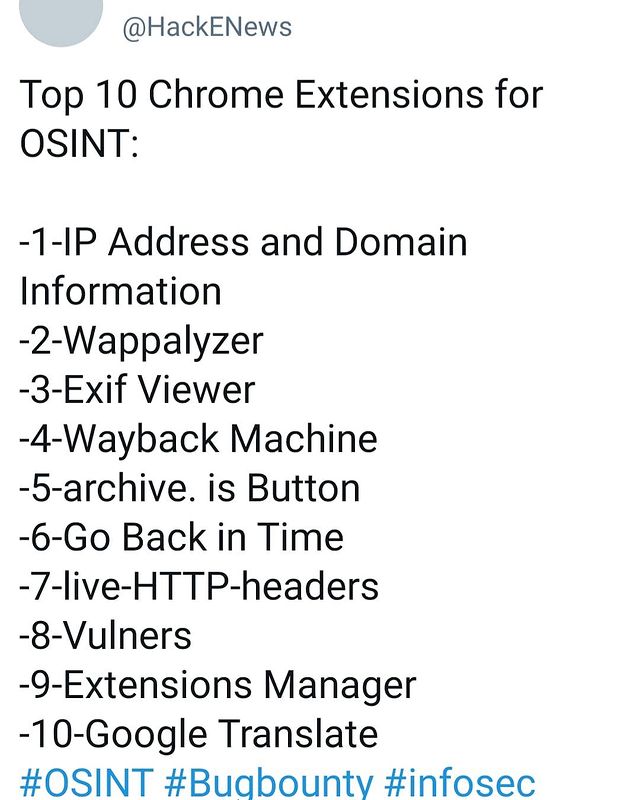 @HackENews
Top 10 Chrome Extensions for
OSINT:
-1-IP Address and Domain
Information
-2-Wappalyzer
-3-Exif Viewer
-4-Wayback Machine
-5-archive. is Button
-6-Go Back in Time
-7-live-HTTP-headers
-8-Vulners
-9-Extensions Manager
-10-Google Translate
#OSINT #Bugbounty #infosec